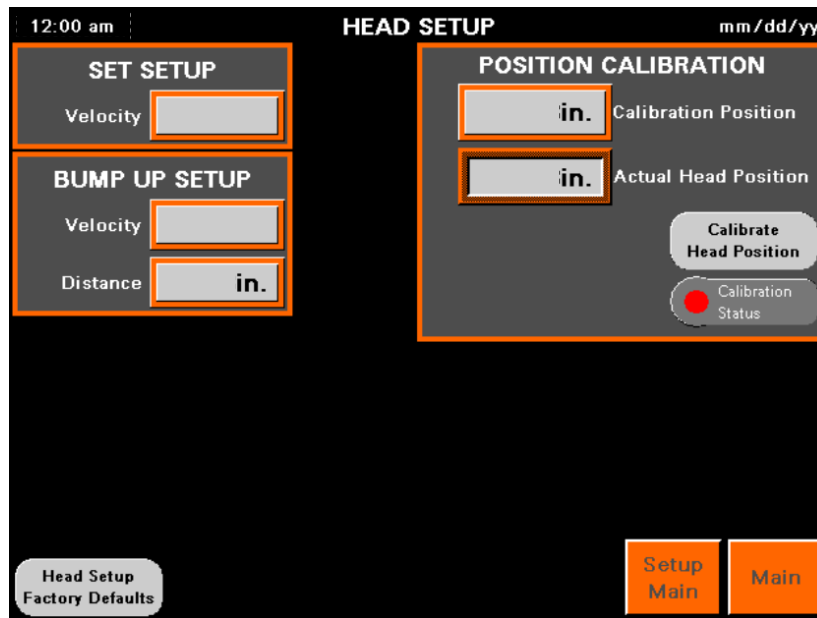 12:00 am
HEAD SETUP
mm/dd/yy
SET SETUP
Velocity
BUMP UP SETUP
Velocity
Distance
in.
POSITION CALIBRATION
in.
Calibration Position
in.
Actual Head Position
Calibrate
Head Position
Calibration
Status
Head Setup
Factory Defaults
Setup
Main
Main